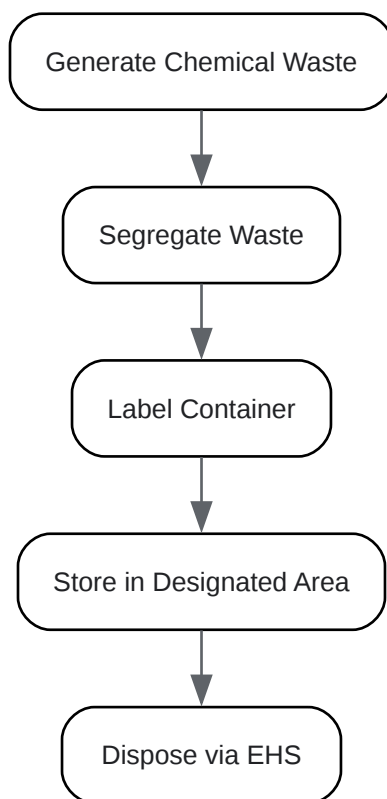 Generate Chemical Waste
Segregate Waste
Label Container
Store in Designated Area
Dispose via EHS